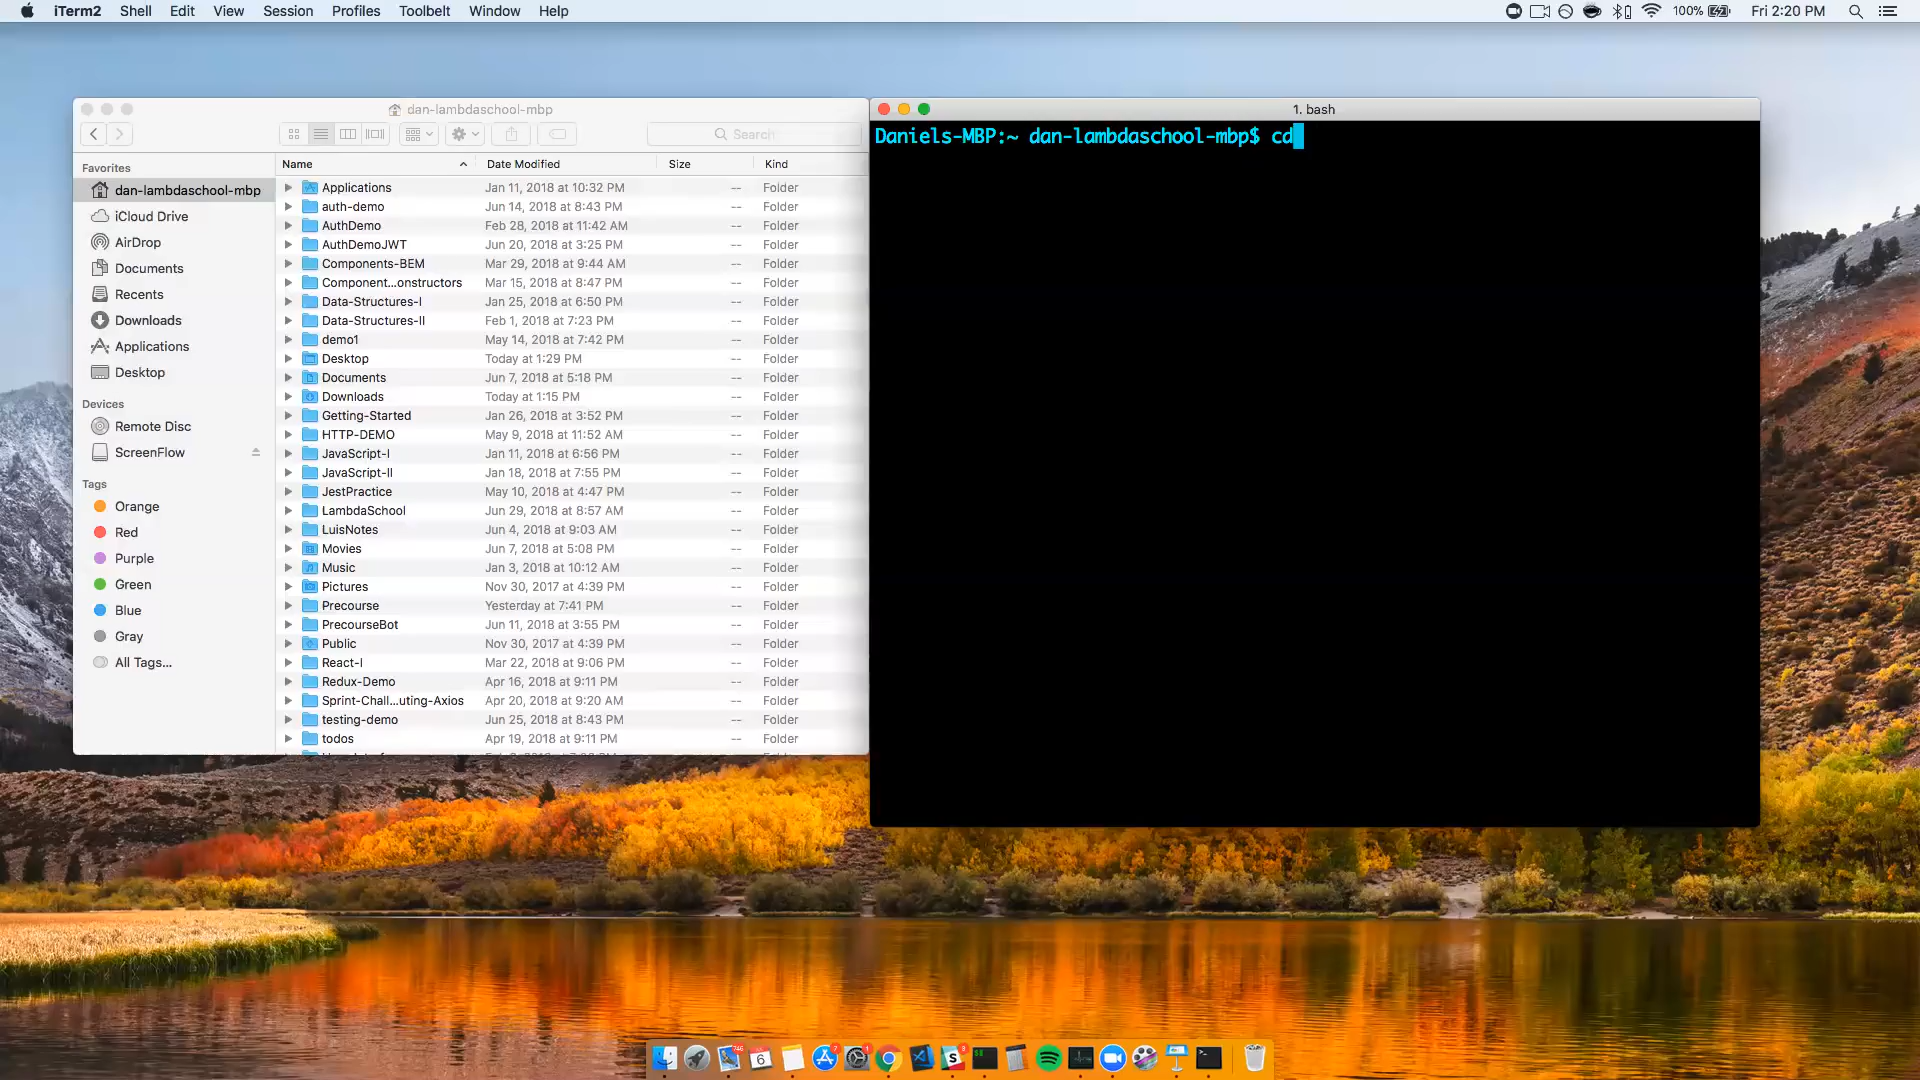 iTerm2 Shell Edit View Session Profiles Toolbelt Window Help 100% Fri 2:20 PM
dan-lambdaschool-mbp
Search
Favorites
dan-lambdaschool-mbp
iCloud Drive
AirDrop
Documents
Recents
Downloads
Applications
Desktop
Devices
Remote Disc
ScreenFlow
Tags
Orange
Red
Purple
Green
Blue
Gray
All Tags...
Name Date Modified Size Kind
Applications Jan 11, 2018 at 10:32 PM -- Folder
auth-demo Jun 14, 2018 at 8:43 PM -- Folder
AuthDemo Feb 28, 2018 at 11:42 AM -- Folder
AuthDemoJWT Jun 20, 2018 at 3:25 PM -- Folder
Components-BEM Mar 29, 2018 at 9:44 AM -- Folder
Component...onstructors Mar 15, 2018 at 8:47 PM -- Folder
Data-Structures-I Jan 25, 2018 at 6:50 PM -- Folder
Data-Structures-II Feb 1, 2018 at 7:23 PM -- Folder
demo1 May 14, 2018 at 7:42 PM -- Folder
Desktop Today at 1:29 PM -- Folder
Documents Jun 7, 2018 at 5:18 PM -- Folder
Downloads Today at 1:15 PM -- Folder
Getting-Started Jan 26, 2018 at 3:52 PM -- Folder
HTTP-DEMO May 9, 2018 at 11:52 AM -- Folder
JavaScript-I Jan 11, 2018 at 6:56 PM -- Folder
JavaScript-II Jan 18, 2018 at 7:55 PM -- Folder
JestPractice May 10, 2018 at 4:47 PM -- Folder
LambdaSchool Jun 29, 2018 at 8:57 AM -- Folder
LuisNotes Jun 4, 2018 at 9:03 AM -- Folder
Movies Jun 7, 2018 at 5:08 PM -- Folder
Music Jan 3, 2018 at 10:12 AM -- Folder
Pictures Nov 30, 2017 at 4:39 PM -- Folder
Precourse Yesterday at 7:41 PM -- Folder
PrecourseBot Jun 11, 2018 at 3:55 PM -- Folder
Public Nov 30, 2017 at 4:39 PM -- Folder
React-I Mar 22, 2018 at 9:06 PM -- Folder
Redux-Demo Apr 16, 2018 at 9:11 PM -- Folder
Sprint-Chall...uting-Axios Apr 20, 2018 at 9:20 AM -- Folder
testing-demo Jun 25, 2018 at 8:43 PM -- Folder
todos Apr 19, 2018 at 9:11 PM -- Folder
1. bash
Daniels-MBP:~ dan-lambdaschool-mbp$ cd
6